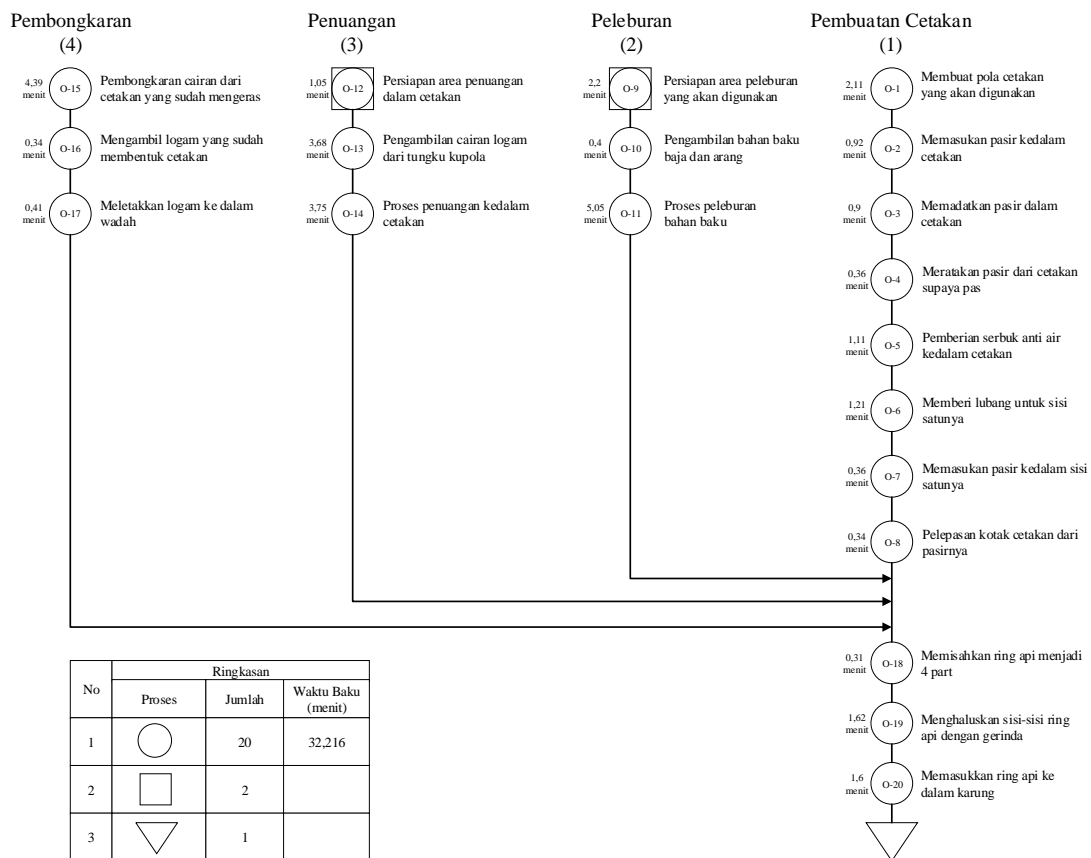 Pembongkaran
(4)
4,39
menit
O-15
Pembongkaran cairan dari
cetakan yang sudah mengeras
0,34
menit
O-16
Mengambil logam yang sudah
membentuk cetakan
0,41
menit
O-17
Meletakkan logam ke dalam
wadah
Penuangan
(3)
1,05
menit
O-12
Persiapan area penuangan
dalam cetakan
3,68
menit
O-13
Pengambilan cairan logam
dari tungku kupola
3,75
menit
O-14
Proses penuangan kedalam
cetakan
Peleburan
(2)
2,2
menit
O-9
Persiapan area peleburan
yang akan digunakan
0,4
menit
O-10
Pengambilan bahan baku
baja dan arang
5,05
menit
O-11
Proses peleburan
bahan baku
Pembuatan Cetakan
(1)
2,11
menit
O-1
Membuat pola cetakan
yang akan digunakan
0,92
menit
O-2
Memasukan pasir kedalam
cetakan
0,9
menit
O-3
Memadatkan pasir dalam
cetakan
0,36
menit
O-4
Meratakan pasir dari cetakan
supaya pas
1,11
menit
O-5
Pemberian serbuk anti air
kedalam cetakan
1,21
menit
O-6
Memberi lubang untuk sisi
satunya
0,36
menit
O-7
Memasukan pasir kedalam sisi
satunya
0,34
menit
O-8
Pelepasan kotak cetakan dari
pasirnya
0,31
menit
O-18
Memisahkan ring api menjadi
4 part
1,62
menit
O-19
Menghaluskan sisi-sisi ring
api dengan gerinda
1,6
menit
O-20
Memasukkan ring api ke
dalam karung
No
Ringkasan
Proses
Jumlah
Waktu Baku
(menit)
1
20
32,216
2
2
3
1